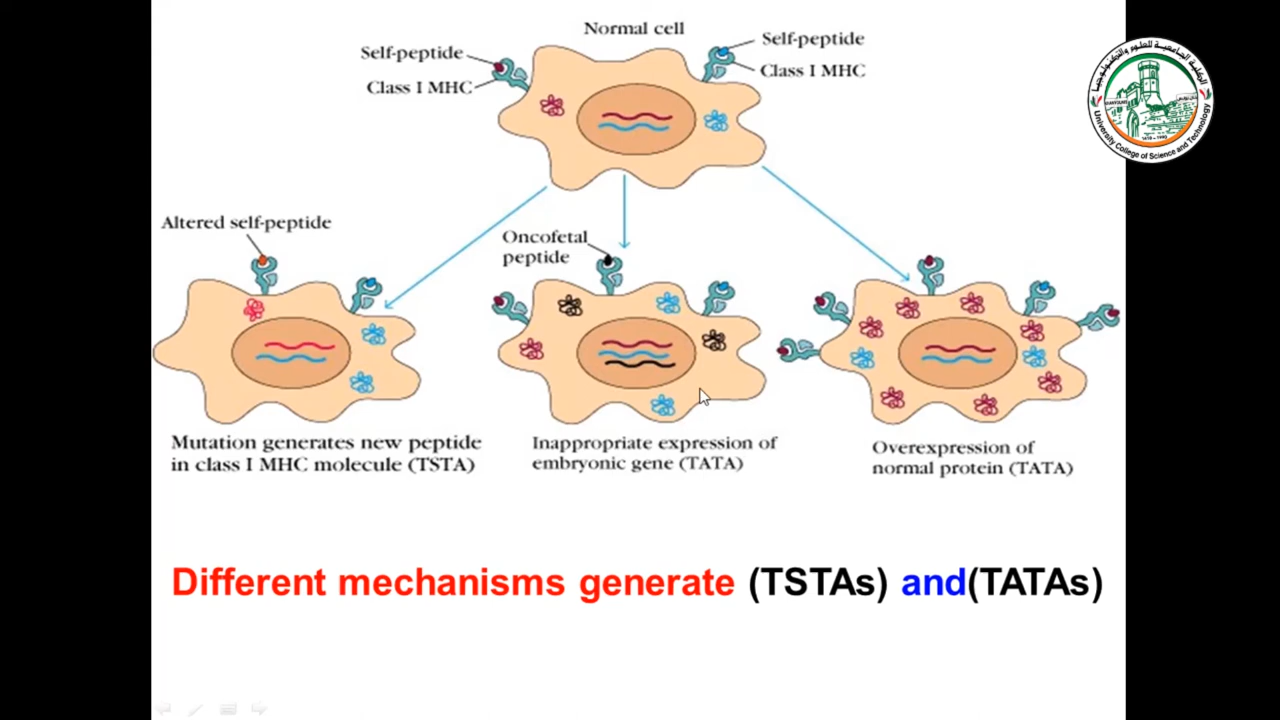 Normal cell
Self-peptide
Class I MHC
Self-peptide
Class I MHC
Altered self-peptide
Oncofetal
peptide
Mutation generates new peptide
in class I MHC molecule (TSTA)
Inappropriate expression of
embryonic gene (TATA)
Overexpression of
normal protein (TATA)
Different mechanisms generate (TSTAs) and(TATAs)
University College of Science and Technology